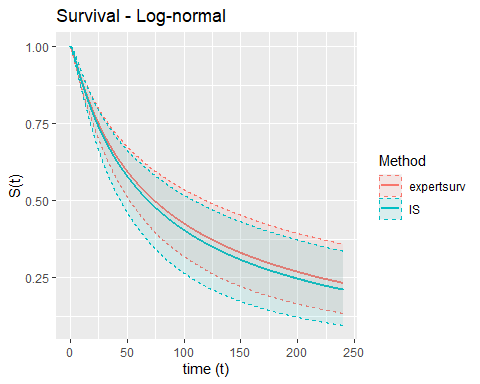 Survival - Log-normal
1.00
0.75
0.50
0.25
S(t)
0
50
100
150
200
250
time (t)
Method
expertsurv
IS